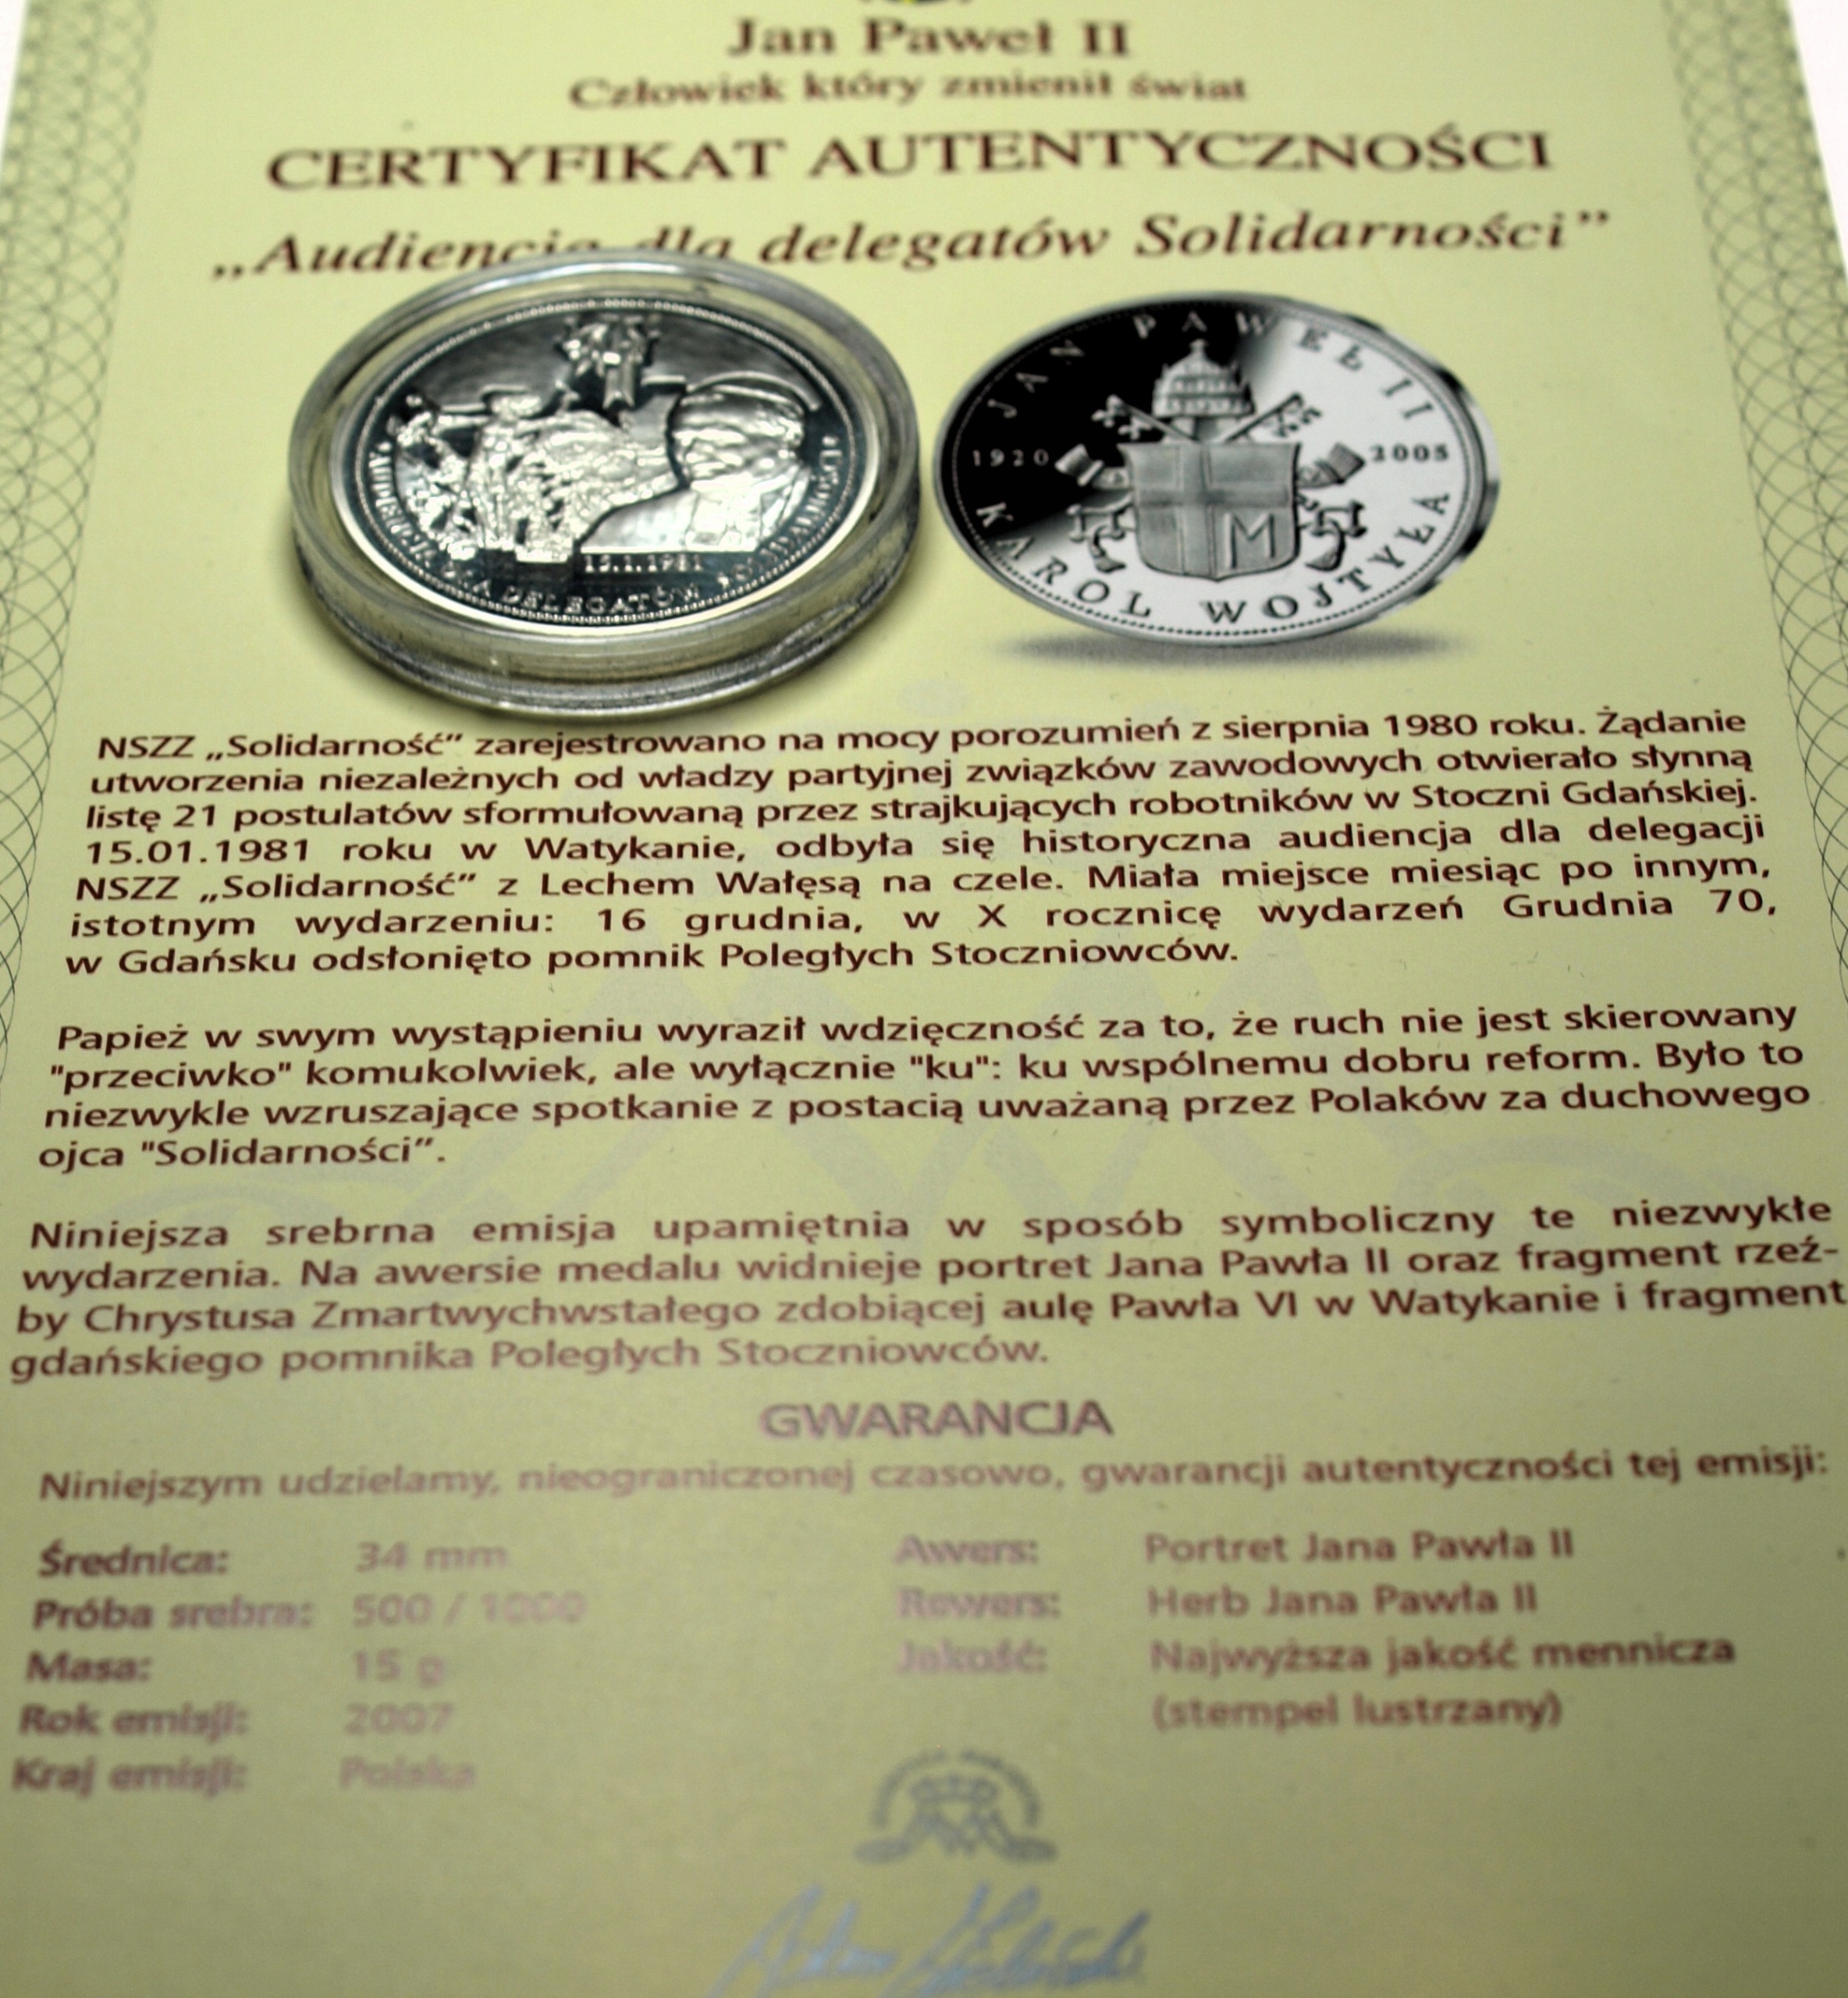 Jan Paweł II
Człowiek który zmienił świat
CERTYFIKAT AUTENTYCZNOŚCI
„Audiencja dla delegatów Solidarności”
JAN PAWEŁ II
1920 2005
KAROL WOJTYŁA
15.1.1981
DELEGATÓW
NSZZ „Solidarność” zarejestrowano na mocy porozumień z sierpnia 1980 roku. Żądanie
utworzenia niezależnych od władzy partyjnej związków zawodowych otwierało słynną
listę 21 postulatów sformułowaną przez strajkujących robotników w Stoczni Gdańskiej.
15.01.1981 roku w Watykanie, odbyła się historyczna audiencja dla delegacji
NSZZ „Solidarność” z Lechem Wałęsą na czele. Miała miejsce miesiąc po innym,
istotnym wydarzeniu: 16 grudnia, w X rocznicę wydarzeń Grudnia 70,
w Gdańsku odsłonięto pomnik Poległych Stoczniowców.
Papież w swym wystąpieniu wyraził wdzięczność za to, że ruch nie jest skierowany
"przeciwko" komukolwiek, ale wyłącznie "ku": ku wspólnemu dobru reform. Było to
niezwykle wzruszające spotkanie z postacią uważaną przez Polaków za duchowego
ojca "Solidarności”.
Niniejsza srebrna emisja upamiętnia w sposób symboliczny te niezwykłe
wydarzenia. Na awersie medalu widnieje portret Jana Pawła II oraz fragment rzeź-
by Chrystusa Zmartwychwstałego zdobiącej aulę Pawła VI w Watykanie i fragment
gdańskiego pomnika Poległych Stoczniowców.
GWARANCJA
Niniejszym udzielamy, nieograniczonej czasowo, gwarancji autentyczności tej emisji:
Średnica: 34 mm
Próba srebra: 500 / 1000
Masa: 15 g
Rok emisji: 2007
Kraj emisji: Polska
Awers: Portret Jana Pawła II
Rewers: Herb Jana Pawła II
Jakość: Najwyższa jakość mennicza
(stempel lustrzany)